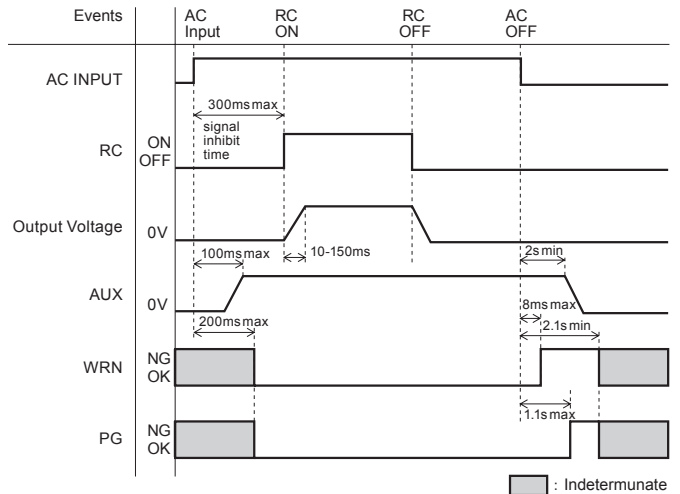 Events
AC Input
RC ON
RC OFF
AC OFF
AC INPUT
300ms max
signal inhibit time
RC
ON
OFF
Output Voltage
0V
100ms max
10-150ms
2s min
AUX
0V
8ms max
200ms max
2.1s min
WRN
NG
OK
1.1s max
PG
NG
OK
: Indetermunate